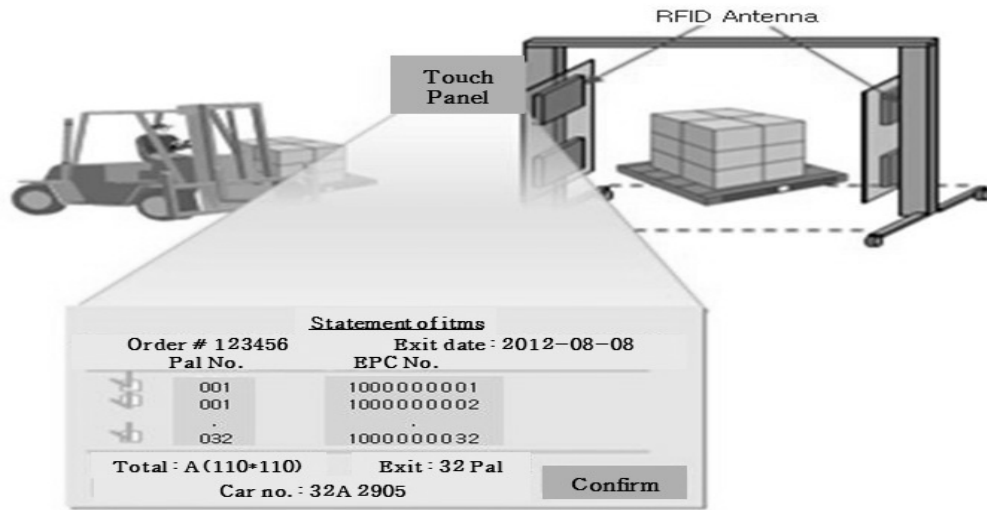 RFID Antenna
Touch
Panel
Statement of itms
Order # 123456 Exit date : 2012-08-08
Pal No. EPC No.
001 1000000001
001 1000000002
. .
032 1000000032
Total : A(110*110) Exit : 32 Pal
Car no. : 32A 2905
Confirm